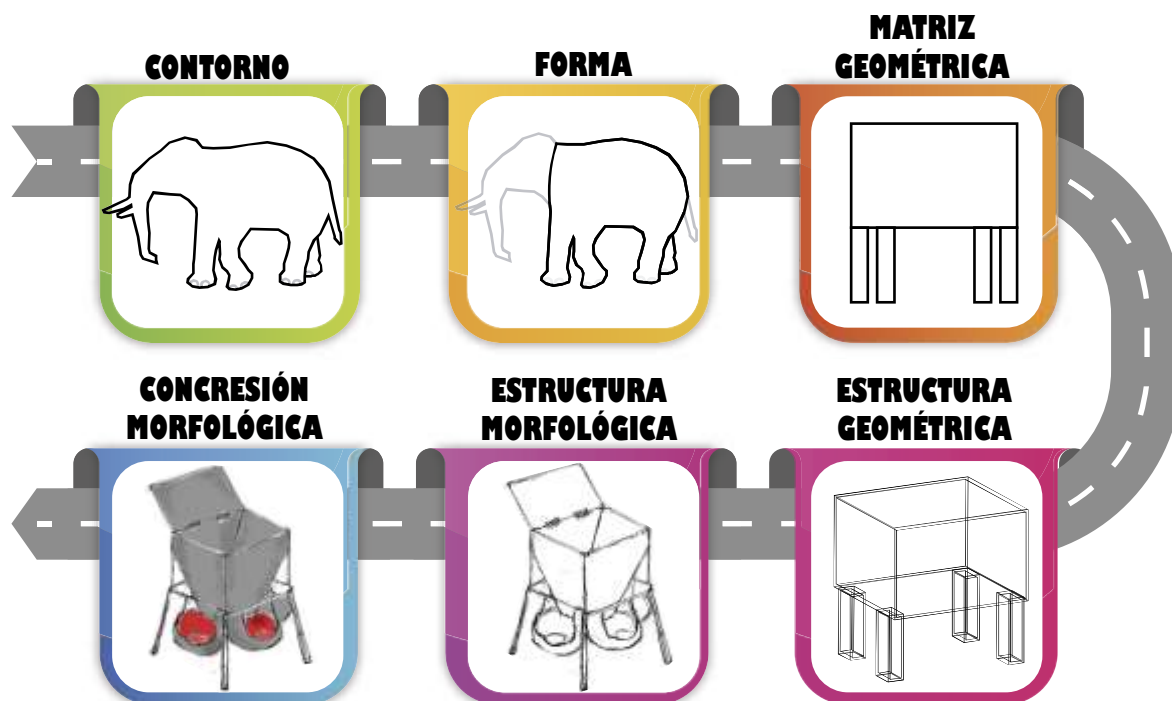 CONTORNO
FORMA
MATRIZ
GEOMÉTRICA
CONCRESIÓN
MORFOLÓGICA
ESTRUCTURA
MORFOLÓGICA
ESTRUCTURA
GEOMÉTRICA